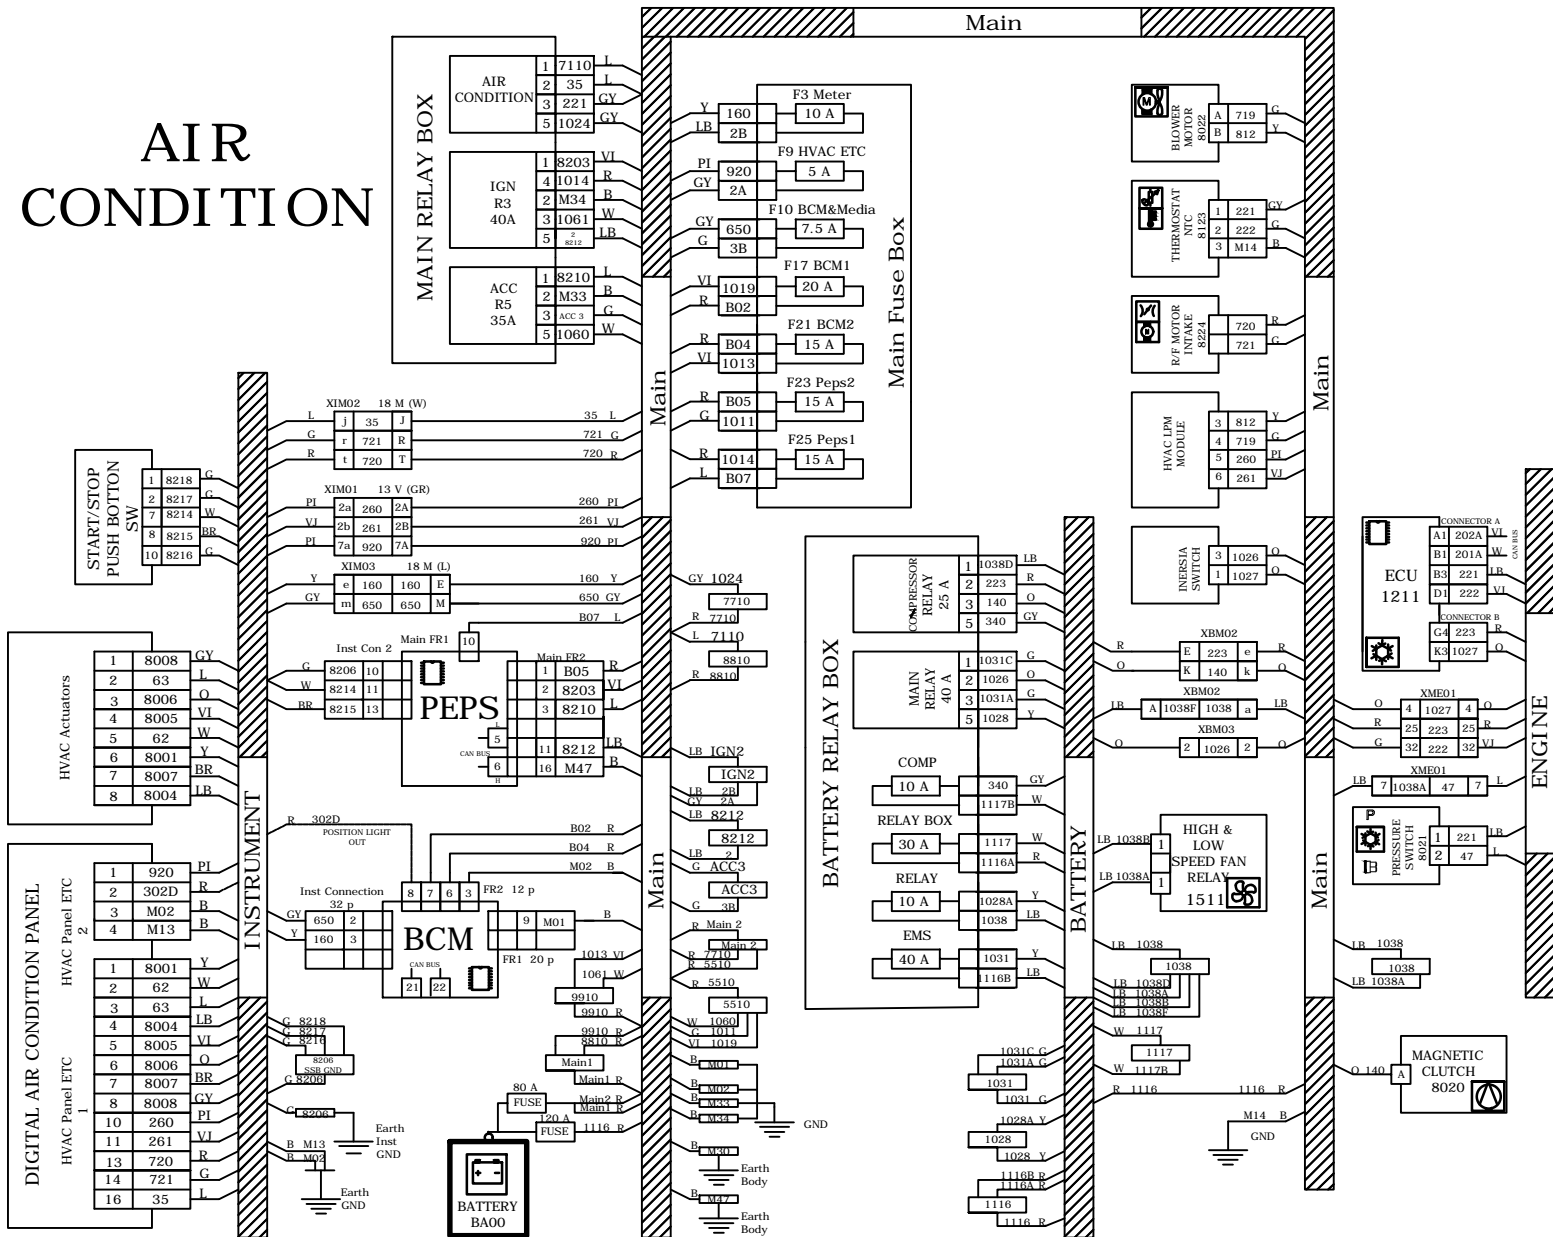 AIR
CONDITION
MAIN RELAY BOX
AIR
CONDITION
1 7110 L
2 35 L
3 221 GY
5 1024 GY
IGN
R3
40A
1 8203 VI
4 1014 R
2 M34 B
3 1061 W
5 2 8212 LB
ACC
R5
35A
1 8210 L
2 M33 B
3 ACC 3 G
5 1060 W
Main
Main
Main
Main
Main
Main
Main Fuse Box
F3 Meter
Y 160 10 A
LB 2B
F9 HVAC ETC
PI 920 5 A
GY 2A
F10 BCM&Media
GY 650 7.5 A
G 3B
F17 BCM1
VI 1019 20 A
R B02
F21 BCM2
R B04 15 A
VI 1013
F23 Peps2
R B05 15 A
G 1011
F25 Peps1
R 1014 15 A
L B07
BLOWER
MOTOR
8022
M
A 719 G
B 812 Y
THERMOSTAT
NTC
8123
1 221 GY
2 222 G
3 M14 B
R/F MOTOR
INTAKE
8224
720 R
721 G
HVAC LPM
MODULE
3 812 Y
4 719 G
5 260 PI
6 261 VJ
INERSIA
SWITCH
3 1026 O
1 1027 O
ECU
1211
CONNECTOR A
A1 202A VI
B1 201A W
CAN BUS
B3 221 LB
D1 222 VI
CONNECTOR B
G4 223 R
K3 1027 O
XIM02 18 M (W)
L j 35 J 35 L
G r 721 R 721 G
R t 720 T 720 R
XIM01 13 V (GR)
PI 2a 260 2A 260 PI
VJ 2b 261 2B 261 VJ
PI 7a 920 7A 920 PI
XIM03 18 M (L)
Y e 160 160 E 160 Y
GY m 650 650 M 650 GY
B07 L
START/STOP
PUSH BOTTON
SW
1 8218 G
2 8217 G
7 8214 W
8 8215 BR
10 8216 G
HVAC Actuators
1 8008 GY
2 63 L
3 8006 O
4 8005 VI
5 62 W
6 8001 Y
7 8007 BR
8 8004 LB
INSTRUMENT
Main FR1
10
Inst Con 2
G 8206 10
W 8214 11
BR 8215 13
PEPS
Main FR2
1 B05 R
2 8203 VI
3 8210 L
L
5
CAN BUS
11 8212 LB
6
16 M47 B
H
R 302D
POSITION LIGHT
OUT
B02 R
B04 R
M02 B
8 7 6 3
FR2 12 p
Inst Connection
32 p
GY 650 2
Y 160 3
BCM
9 M01 B
FR1 20 p
CAN BUS
21 22
DIGITAL AIR CONDITION PANEL
HVAC Panel ETC
2
1 920 PI
2 302D R
3 M02 B
4 M13 B
HVAC Panel ETC
1
1 8001 Y
2 62 W
3 63 L
4 8004 LB
5 8005 VI
6 8006 O
7 8007 BR
8 8008 GY
10 260 PI
11 261 VJ
13 720 R
14 721 G
16 35 L
G 8218
G 8217
G 8216
8206
SSB GND
G 8206
G 8206
Earth
Inst
GND
B M13
B M02
Earth
GND
1013 VI
1061 W
9910
9910 R
9910 R
8810 R
Main1
Main1 R
80 A
FUSE
Main2 R
Main1 R
120 A
FUSE
1116 R
BATTERY
BA00
GY 1024
7710
R 7710
L 7110
8810
R 8810
LB IGN2
IGN2
LB 2B
GY 2A
LB 8212
8212
LB 2
G ACC3
ACC3
G 3B
R Main 2
Main 2
R 7710
R 5510
R 5510
5510
W 1060
G 1011
VI 1019
B M01
B M02
B M33
B M34
GND
B M30
Earth
Body
B M47
Earth
Body
BATTERY RELAY BOX
COMPRESSOR
RELAY
25 A
1 1038D LB
2 223 R
3 140 O
5 340 GY
MAIN
RELAY
40 A
1 1031C G
2 1026 O
3 1031A G
5 1028 Y
COMP
10 A 340 GY
1117B W
RELAY BOX
30 A 1117 W
1116A R
RELAY
10 A 1028A Y
1038 LB
EMS
40 A 1031 Y
1116B LB
BATTERY
1031C G
1031A G
1031
1031 G
1028A Y
1028
1028 Y
1116B R
1116A R
1116
1116 R
XBM02
R E 223 e R
O K 140 k O
XBM02
LB A 1038F 1038 a LB
XBM03
O 2 1026 2 O
HIGH &
LOW
SPEED FAN
RELAY
1511
LB 1038B 1
LB 1038A 1
LB 1038
1038
LB 1038D
LB 1038A
LB 1038B
LB 1038F
W 1117
1117
W 1117B
R 1116 1116 R
M14 B
GND
XME01
O 4 1027 4 O
R 25 223 25 R
G 32 222 32 VJ
XME01
LB 7 1038A 47 7 L
P
PRESSURE
SWITCH
8021
1 221 LB
2 47 L
ENGINE
LB 1038
1038
LB 1038A
MAGNETIC
CLUTCH
8020
O 140 A